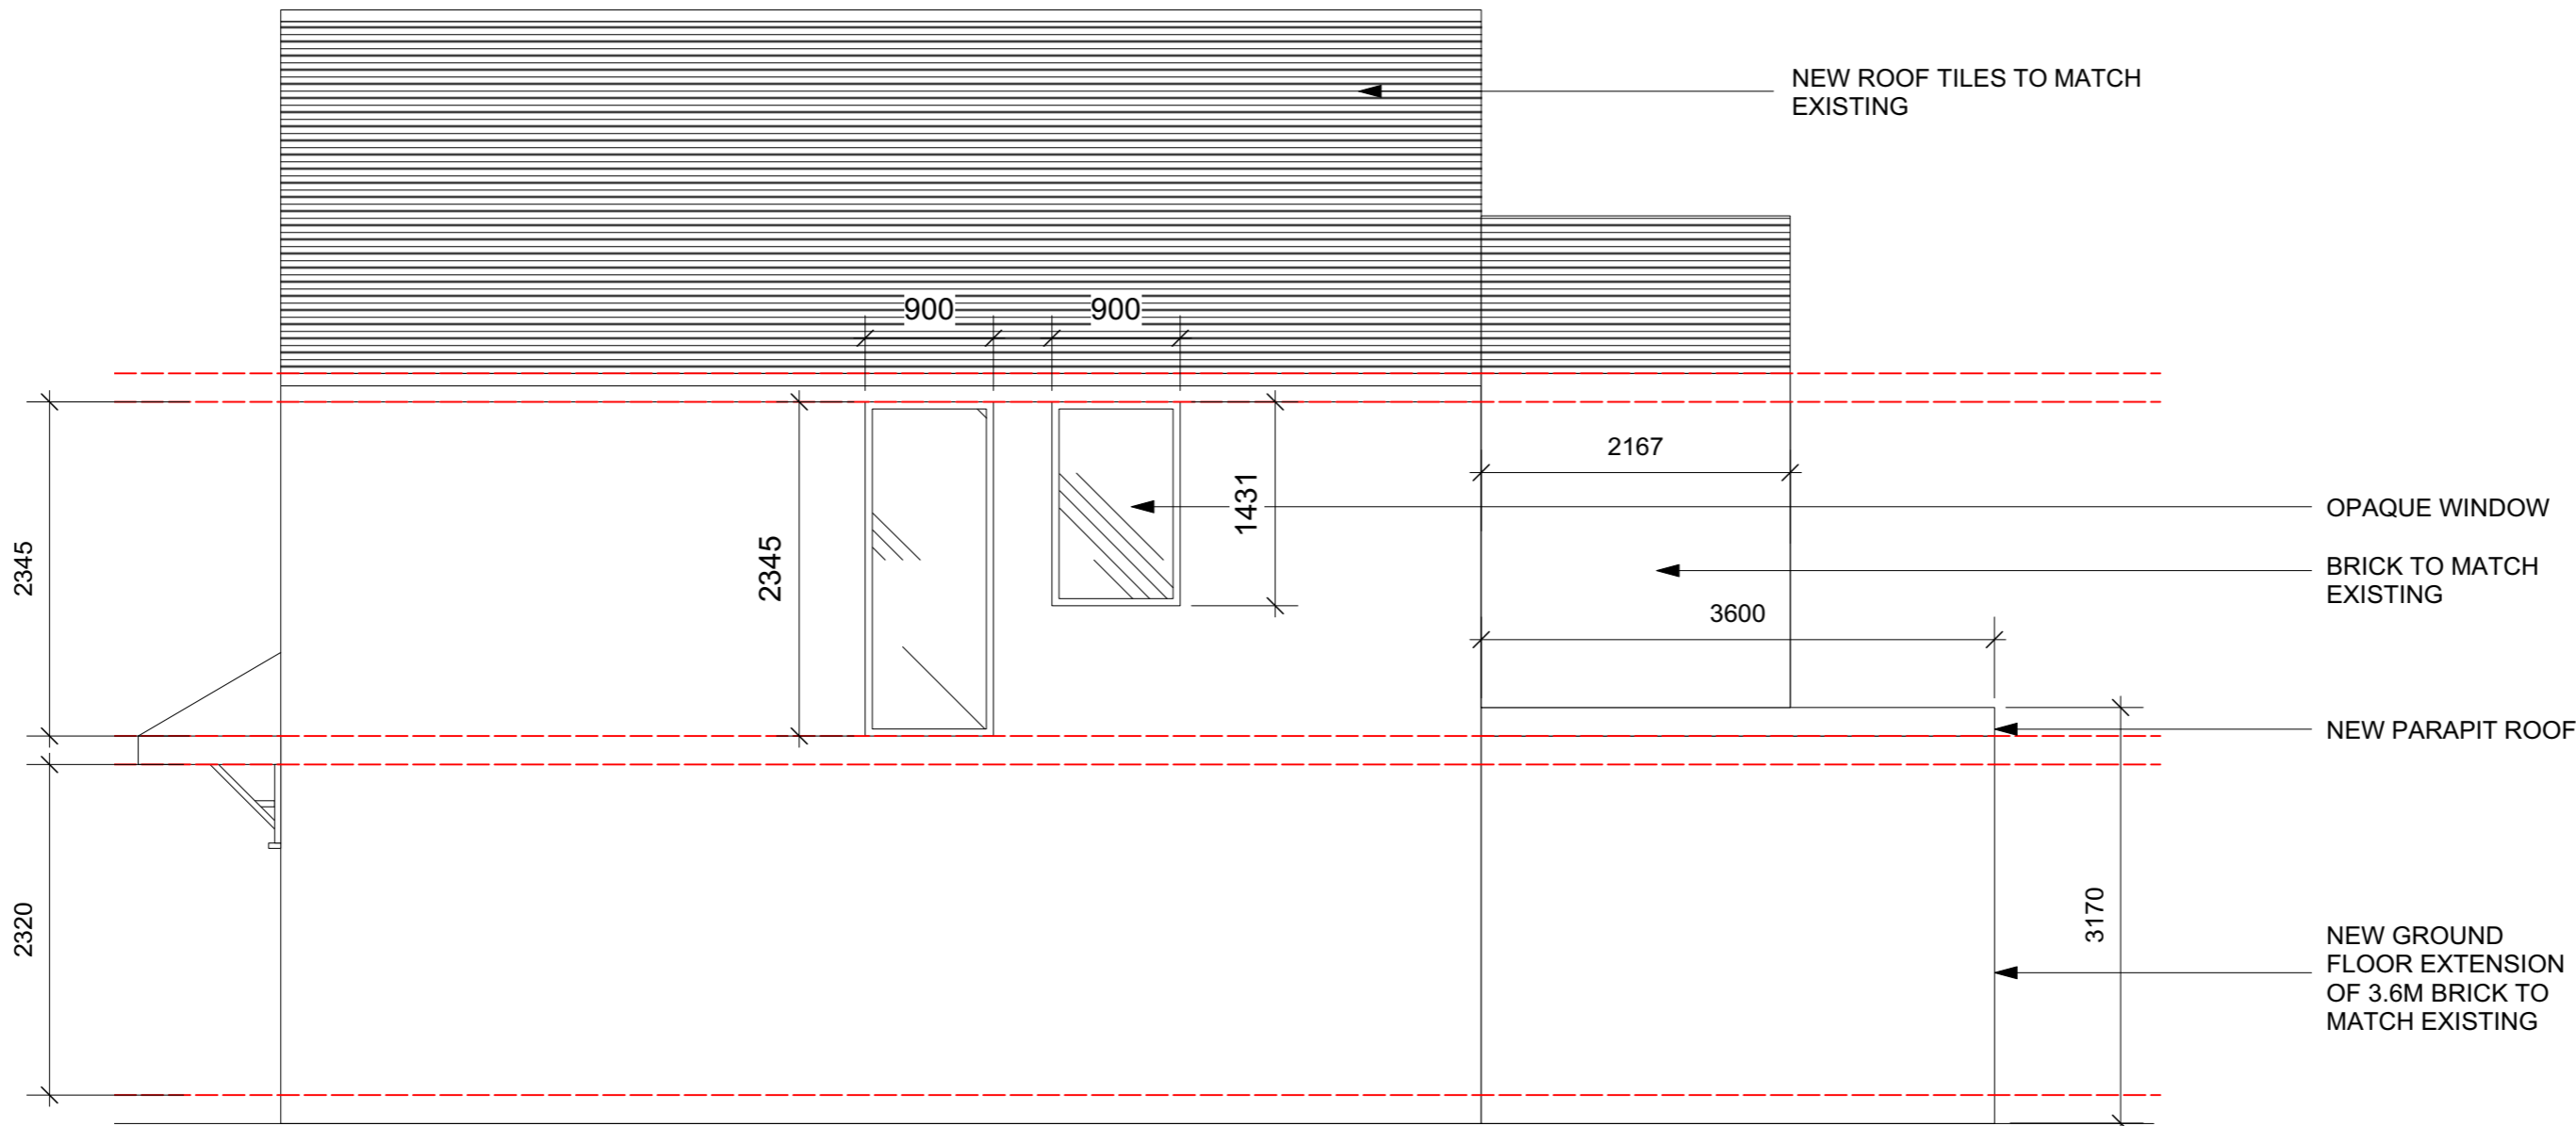 NEW ROOF TILES TO MATCH
EXISTING
900
900
2167
1431
OPAQUE WINDOW
2345
2345
BRICK TO MATCH
EXISTING
3600
NEW PARAPIT ROOF
2320
3170
NEW GROUND
FLOOR EXTENSION
OF 3.6M BRICK TO
MATCH EXISTING